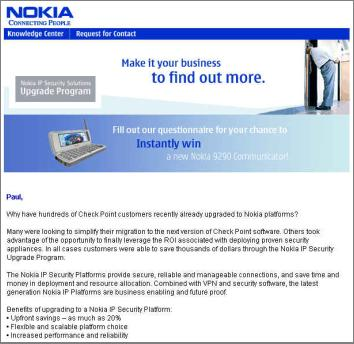 NOKIA
CONNECTING PEOPLE
Knowledge Center | Request for Contact
Make it your business
to find out more.
Nokia IP Security Solutions
Upgrade Program
Fill out our questionnaire for your chance to
Instantly win
a new Nokia 9290 Communicator!
Paul,
Why have hundreds of Check Point customers recently already upgraded to Nokia platforms?
Many were looking to simplify their migration to the next version of Check Point software. Others took
advantage of the opportunity to finally leverage the ROI associated with deploying proven security
appliances. In all cases customers were able to save thousands of dollars through the Nokia IP Security
Upgrade Program.
The Nokia IP Security Platforms provide secure, reliable and manageable connections, and save time and
money in deployment and resource allocation. Combined with VPN and security software, the latest
generation Nokia IP Platforms are business enabling and future proof.
Benefits of upgrading to a Nokia IP Security Platform:
• Upfront savings – as much as 20%
• Flexible and scalable platform choice
• Increased performance and reliability